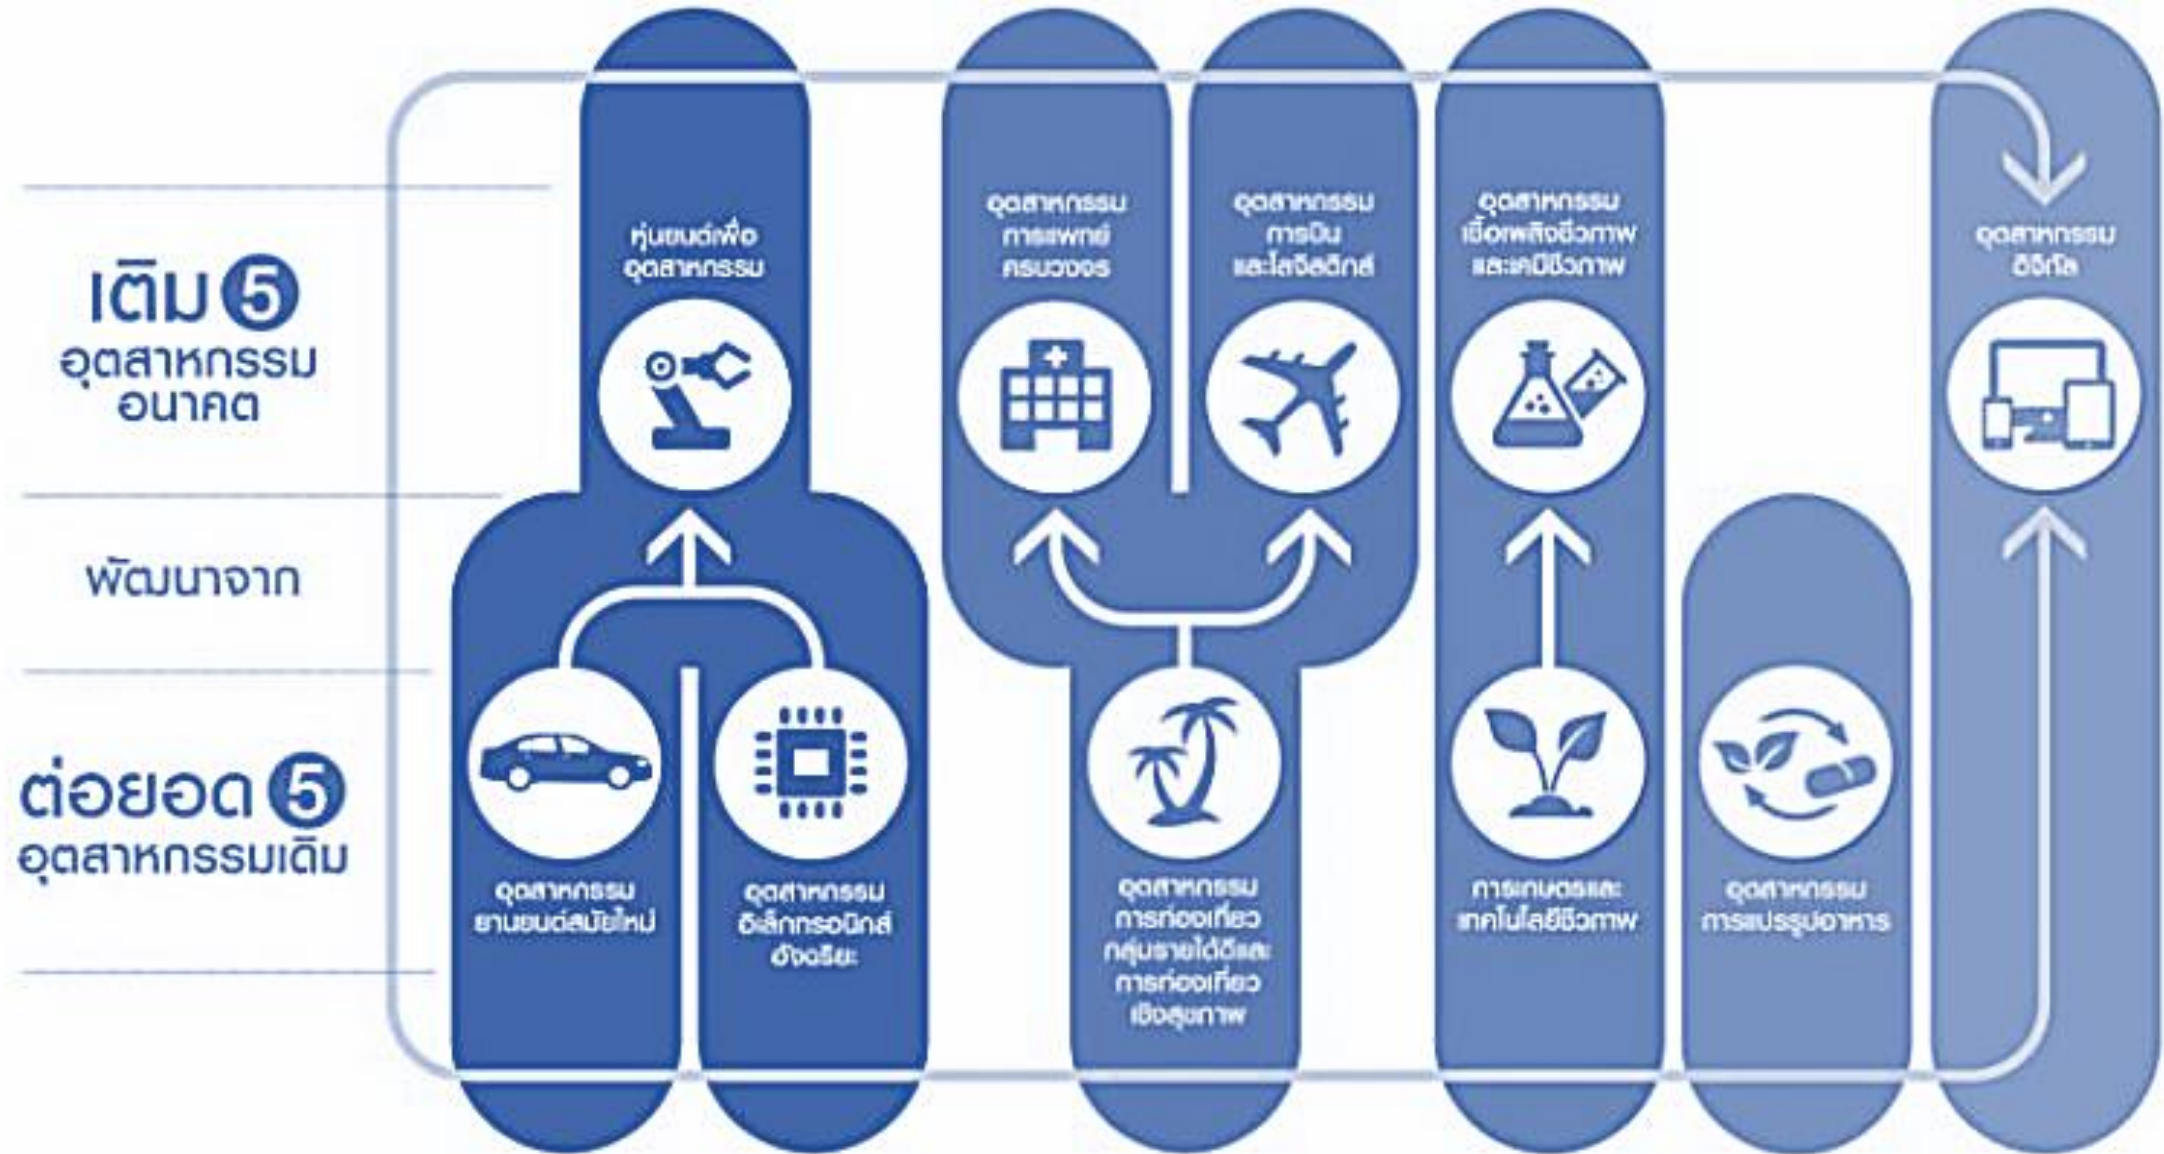 เติม 5
อุตสาหกรรม
อนาคต
พัฒนาจาก
ต่อยอด 5
อุตสาหกรรมเดิม
หุ่นยนต์เพื่อ
อุตสาหกรรม
อุตสาหกรรม
การแพทย์
ครบวงจร
อุตสาหกรรม
การบิน
และโลจิสติกส์
อุตสาหกรรม
เชื้อเพลิงชีวภาพ
และเคมีชีวภาพ
อุตสาหกรรม
ดิจิทัล
อุตสาหกรรม
ยานยนต์สมัยใหม่
อุตสาหกรรม
อิเล็กทรอนิกส์
อัจฉริยะ
อุตสาหกรรม
การท่องเที่ยว
กลุ่มรายได้ดีและ
การท่องเที่ยว
เชิงสุขภาพ
การเกษตรและ
เทคโนโลยีชีวภาพ
อุตสาหกรรม
การแปรรูปอาหาร